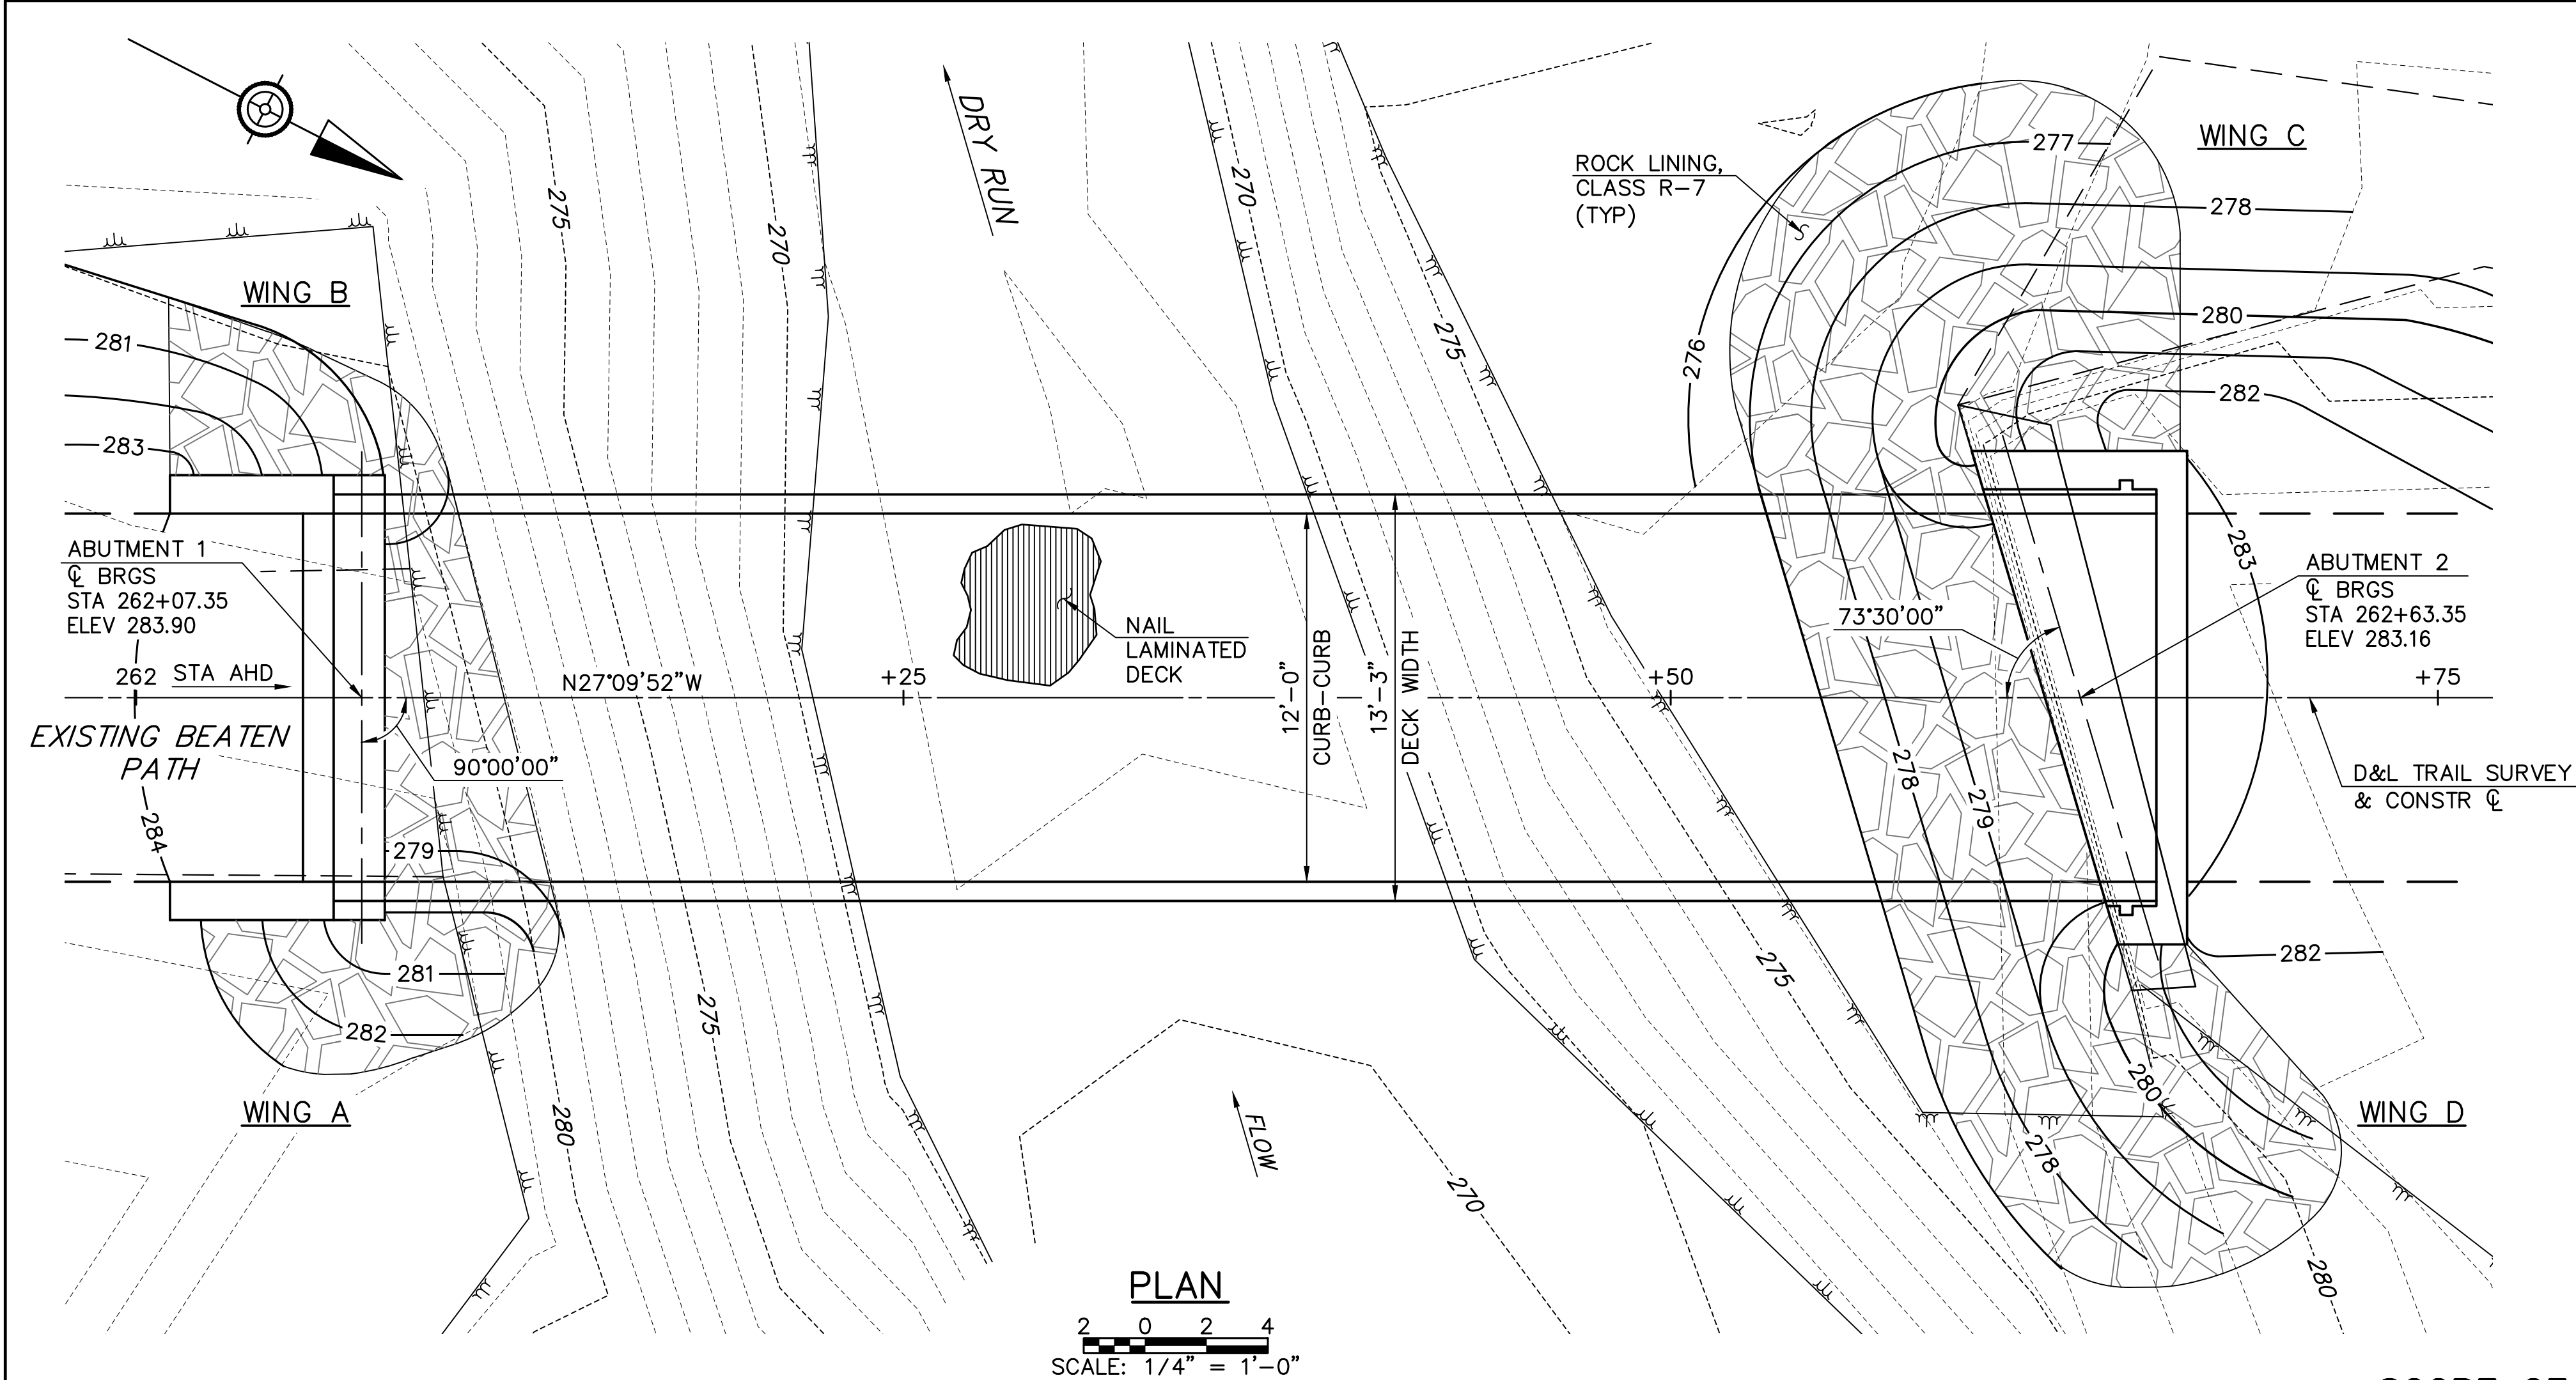 DRY RUN
WING C
277
ROCK LINING,
CLASS R-7
(TYP)
278
275
270
270
WING B
280
275
276
281
282
283
ABUTMENT 1
℄ BRGS
STA 262+07.35
ELEV 283.90
283
ABUTMENT 2
℄ BRGS
STA 262+63.35
ELEV 283.16
73°30'00"
NAIL
LAMINATED
DECK
12'-0"
CURB-CURB
13'-3"
DECK WIDTH
262
STA AHD
N27°09'52"W
+25
+50
+75
EXISTING BEATEN
PATH
90°00'00"
D&L TRAIL SURVEY
& CONSTR ℄
278
279
284
279
281
282
275
275
282
280
WING A
280
FLOW
278
WING D
270
280
PLAN
2 0 2 4
SCALE: 1/4" = 1'-0"